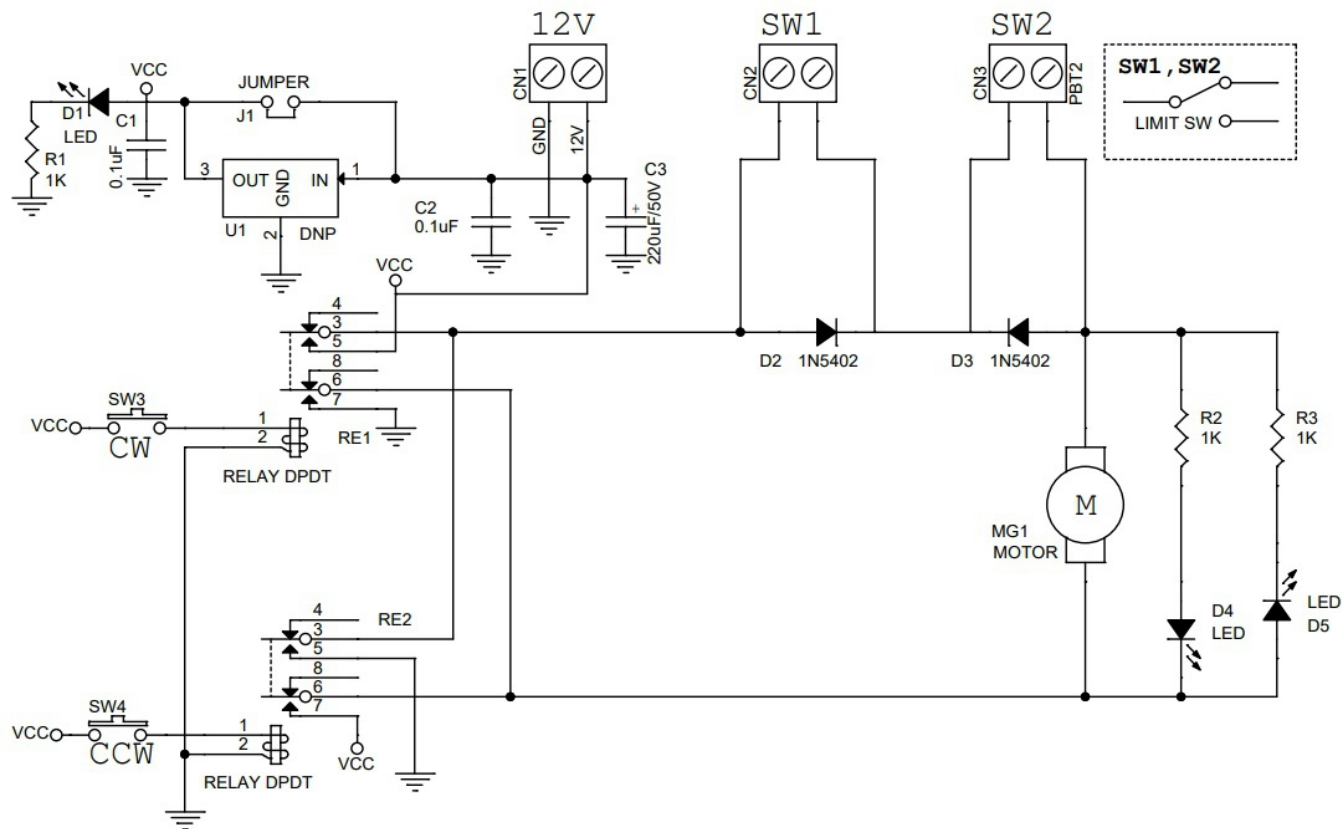 12V
SW1
SW2
CN1
CN2
CN3
PBT2
SW1,SW2
LIMIT SW
VCC
JUMPER
J1
D1
LED
C1
0.1uF
R1
1K
3
OUT
GND
IN
1
U1
2
DNP
GND
12V
C2
0.1uF
+
C3
220uF/50V
VCC
4
3
5
8
6
7
RE1
D2
1N5402
D3
1N5402
SW3
VCC
CW
1
2
RELAY DPDT
R2
1K
R3
1K
M
MG1
MOTOR
D4
LED
LED
D5
4
3
5
8
6
7
RE2
VCC
SW4
VCC
CCW
1
2
RELAY DPDT